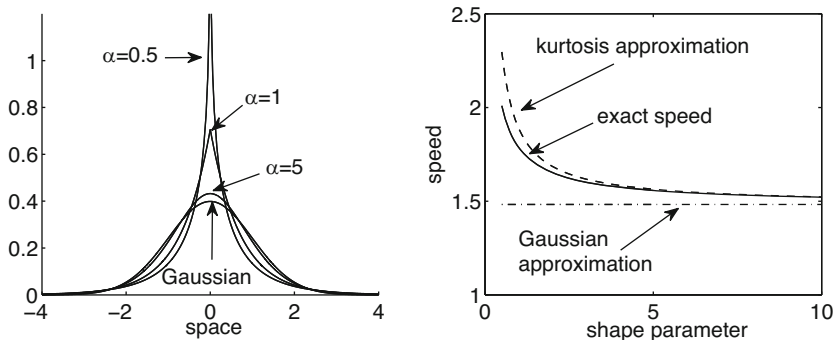 1
0.8
0.6
0.4
0.2
0
−4
−2
0
2
4
space
α=0.5
α=1
α=5
Gaussian
2.5
2
1.5
1
0
5
10
speed
shape parameter
kurtosis approximation
exact speed
Gaussian
approximation